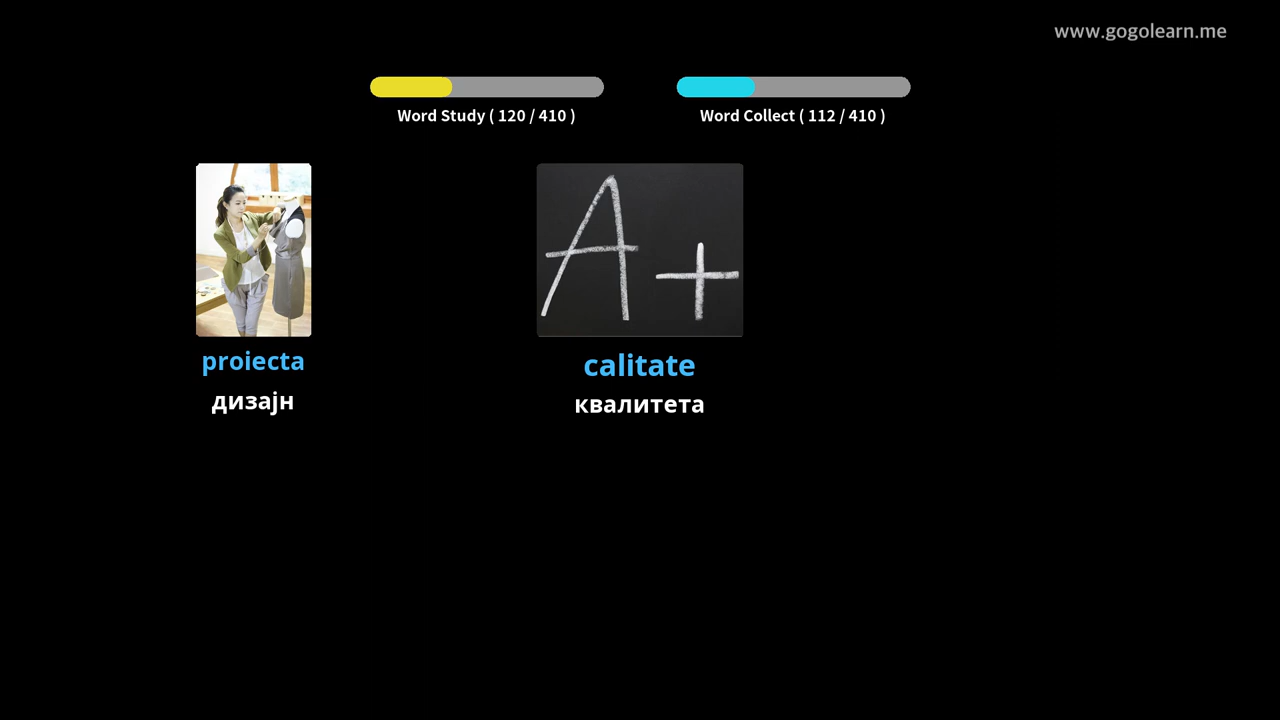 www.gogolearn.me
Word Study ( 120 / 410 )
Word Collect ( 112 / 410 )
A+
proiecta
calitate
дизајн
квалитета